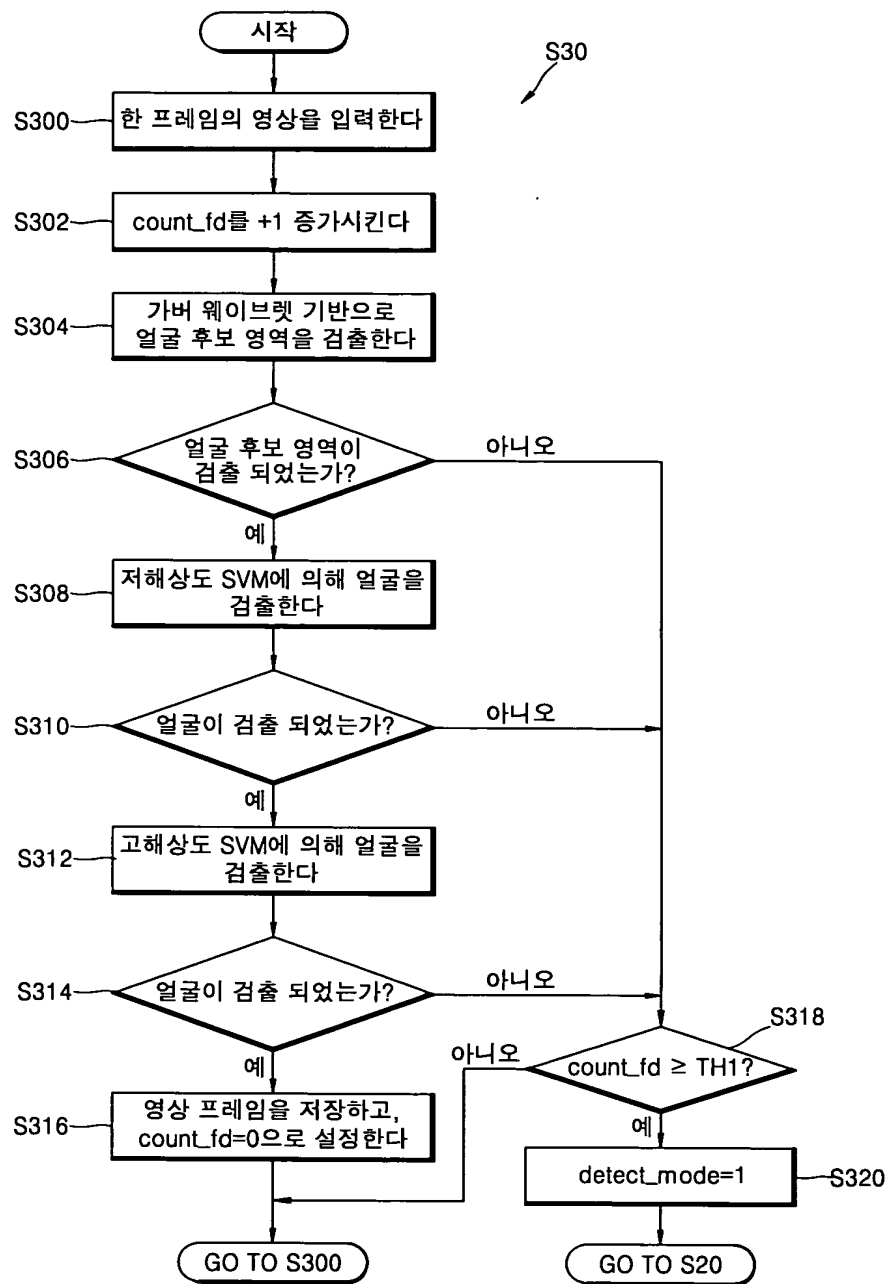 시작
S30
S300
한 프레임의 영상을 입력한다
S302
count_fd를 +1 증가시킨다
S304
가버 웨이브렛 기반으로
얼굴 후보 영역을 검출한다
S306
얼굴 후보 영역이
검출 되었는가?
아니오
예
S308
저해상도 SVM에 의해 얼굴을
검출한다
S310
얼굴이 검출 되었는가?
아니오
예
S312
고해상도 SVM에 의해 얼굴을
검출한다
S314
얼굴이 검출 되었는가?
아니오
예
S318
count_fd ≥ TH1?
아니오
예
S316
영상 프레임을 저장하고,
count_fd=0으로 설정한다
detect_mode=1
S320
GO TO S300
GO TO S20